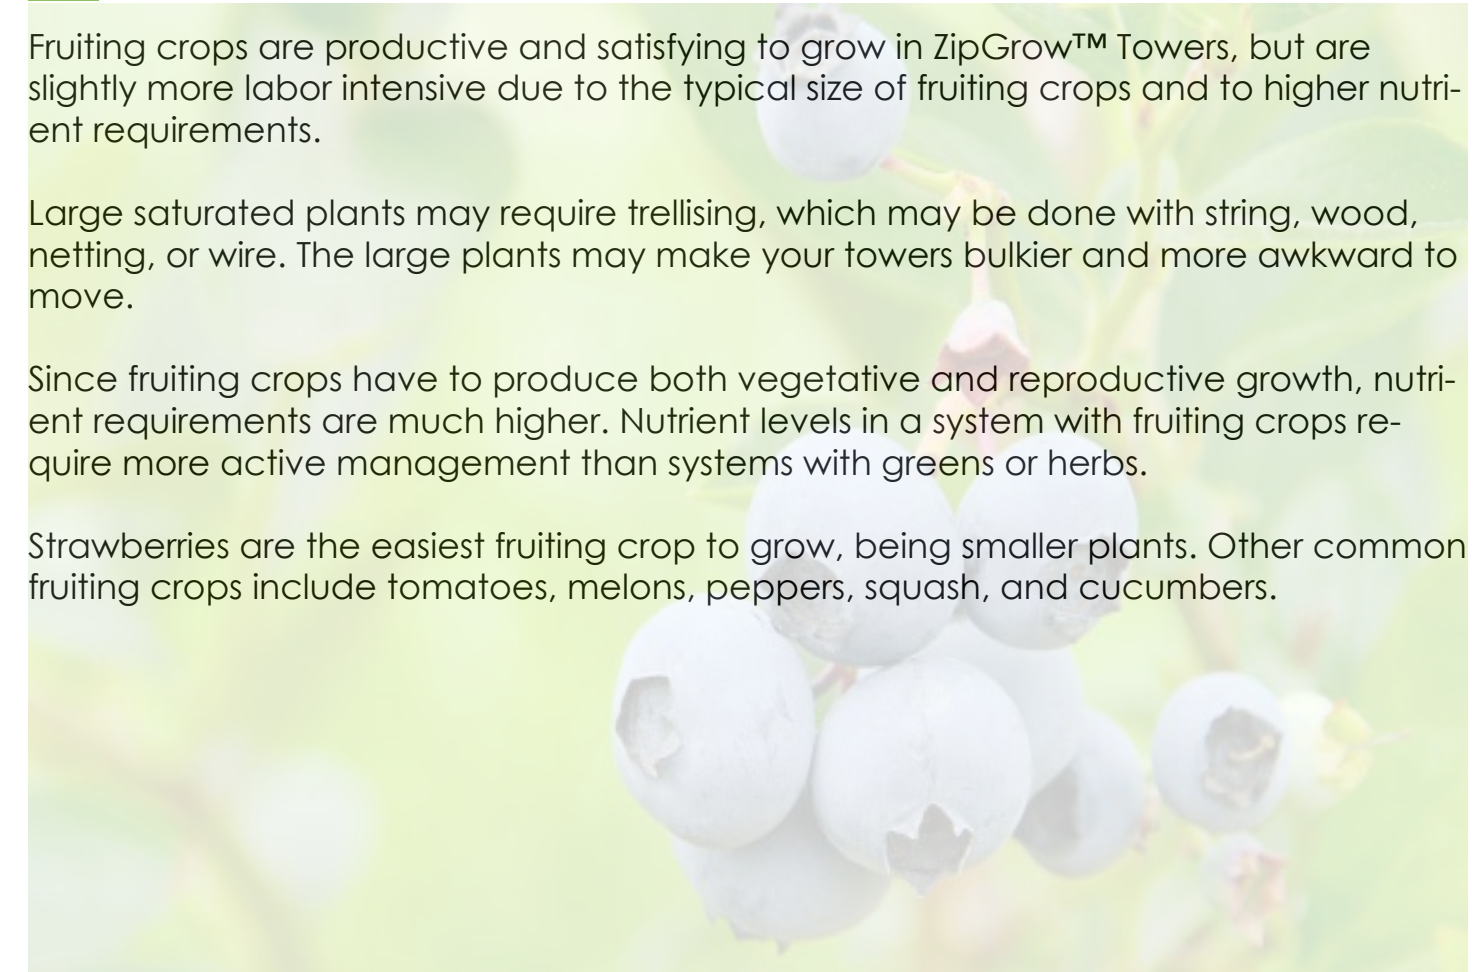 Fruiting crops are productive and satisfying to grow in ZipGrow™ Towers, but are
slightly more labor intensive due to the typical size of fruiting crops and to higher nutri-
ent requirements.
Large saturated plants may require trellising, which may be done with string, wood,
netting, or wire. The large plants may make your towers bulkier and more awkward to
move.
Since fruiting crops have to produce both vegetative and reproductive growth, nutri-
ent requirements are much higher. Nutrient levels in a system with fruiting crops re-
quire more active management than systems with greens or herbs.
Strawberries are the easiest fruiting crop to grow, being smaller plants. Other common
fruiting crops include tomatoes, melons, peppers, squash, and cucumbers.